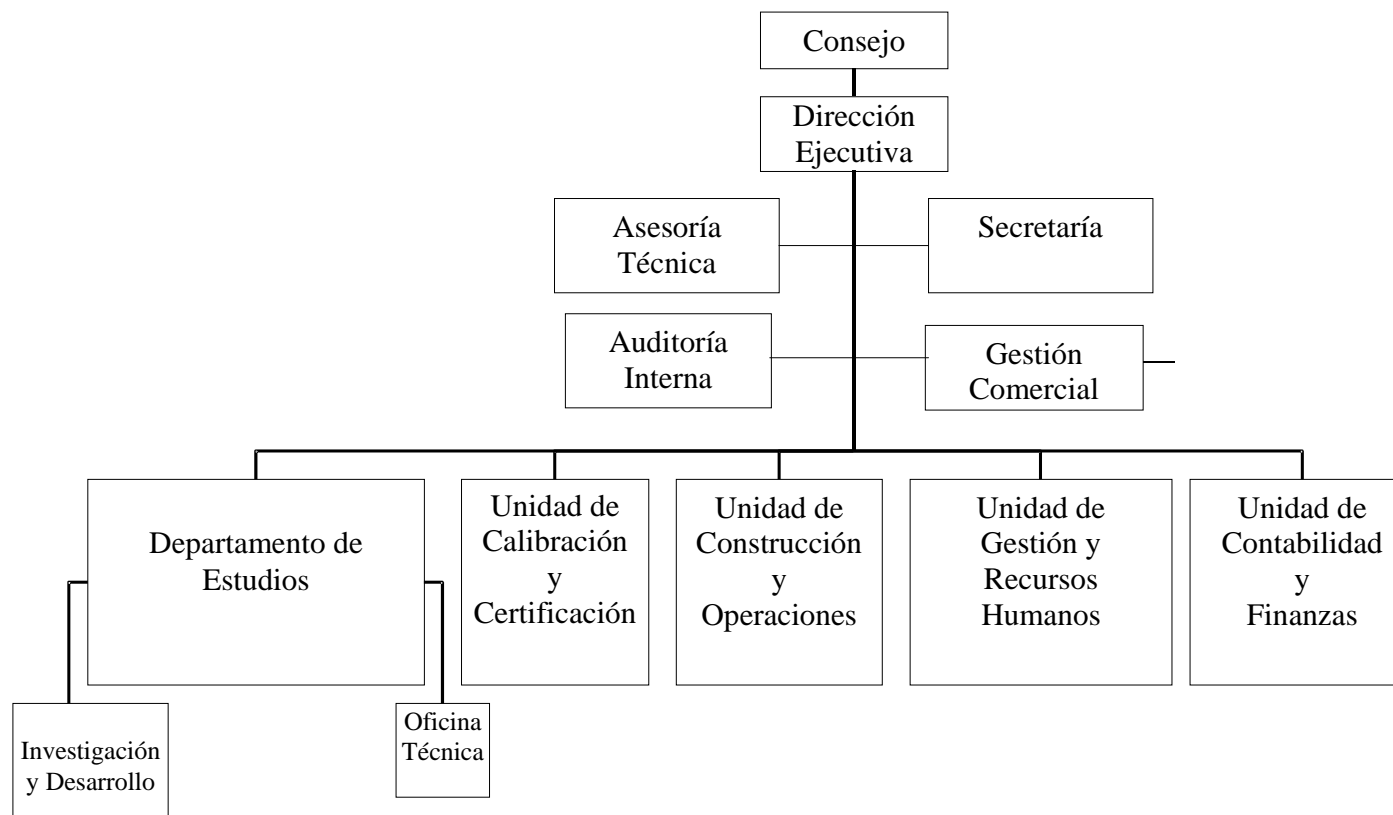 Consejo
Dirección
Ejecutiva
Asesoría
Técnica
Secretaría
Auditoría
Interna
Gestión
Comercial
Departamento de
Estudios
Unidad de
Calibración
y
Certificación
Unidad de
Construcción
y
Operaciones
Unidad de
Gestión y
Recursos
Humanos
Unidad de
Contabilidad
y
Finanzas
Investigación
y Desarrollo
Oficina
Técnica